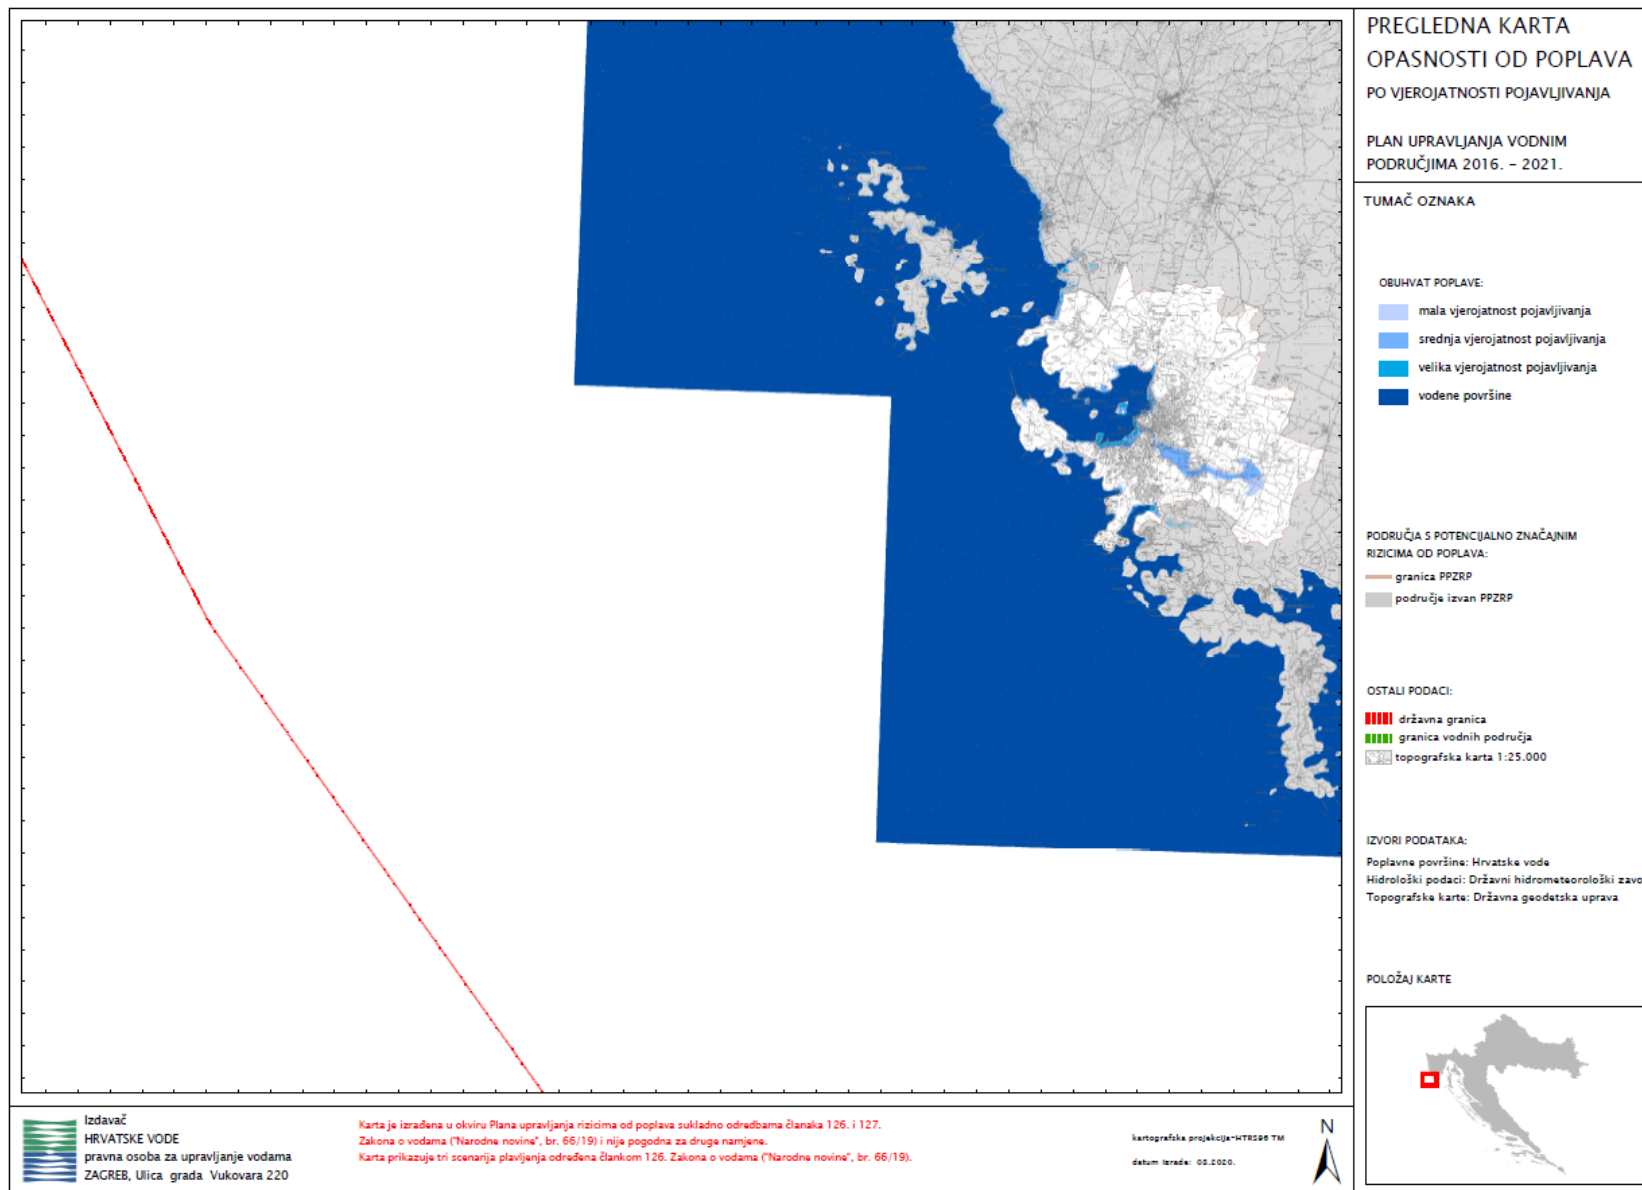 PREGLEDNA KARTA
OPASNOSTI OD POPLAVA
PO VJEROJATNOSTI POJAVLJIVANJA
PLAN UPRAVLJANJA VODNIM
PODRUČJIMA 2016. – 2021.
TUMAČ OZNAKA
OBUHVAT POPLAVE:
mala vjerojatnost pojavljivanja
srednja vjerojatnost pojavljivanja
velika vjerojatnost pojavljivanja
vodene površine
PODRUČJA S POTENCIJALNO ZNAČAJNIM
RIZICIMA OD POPLAVA:
granica PPZRP
područje izvan PPZRP
OSTALI PODACI:
državna granica
granica vodnih područja
topografska karta 1:25.000
IZVORI PODATAKA:
Poplavne površine: Hrvatske vode
Hidrološki podaci: Državni hidrometeorološki zavo
Topografske karte: Državna geodetska uprava
POLOŽAJ KARTE
Izdavač
HRVATSKE VODE
pravna osoba za upravljanje vodama
ZAGREB, Ulica grada Vukovara 220
Karta je izrađena u okviru Plana upravljanja rizicima od poplava sukladno odredbama članaka 126. i 127.
Zakona o vodama ("Narodne novine", br. 66/19) i nije pogodna za druge namjene.
Karta prikazuje tri scenarija plavljenja određena člankom 126. Zakona o vodama ("Narodne novine", br. 66/19).
kartografska projekcija-HTRS96 TM
datum izrade: 03.2020.
N